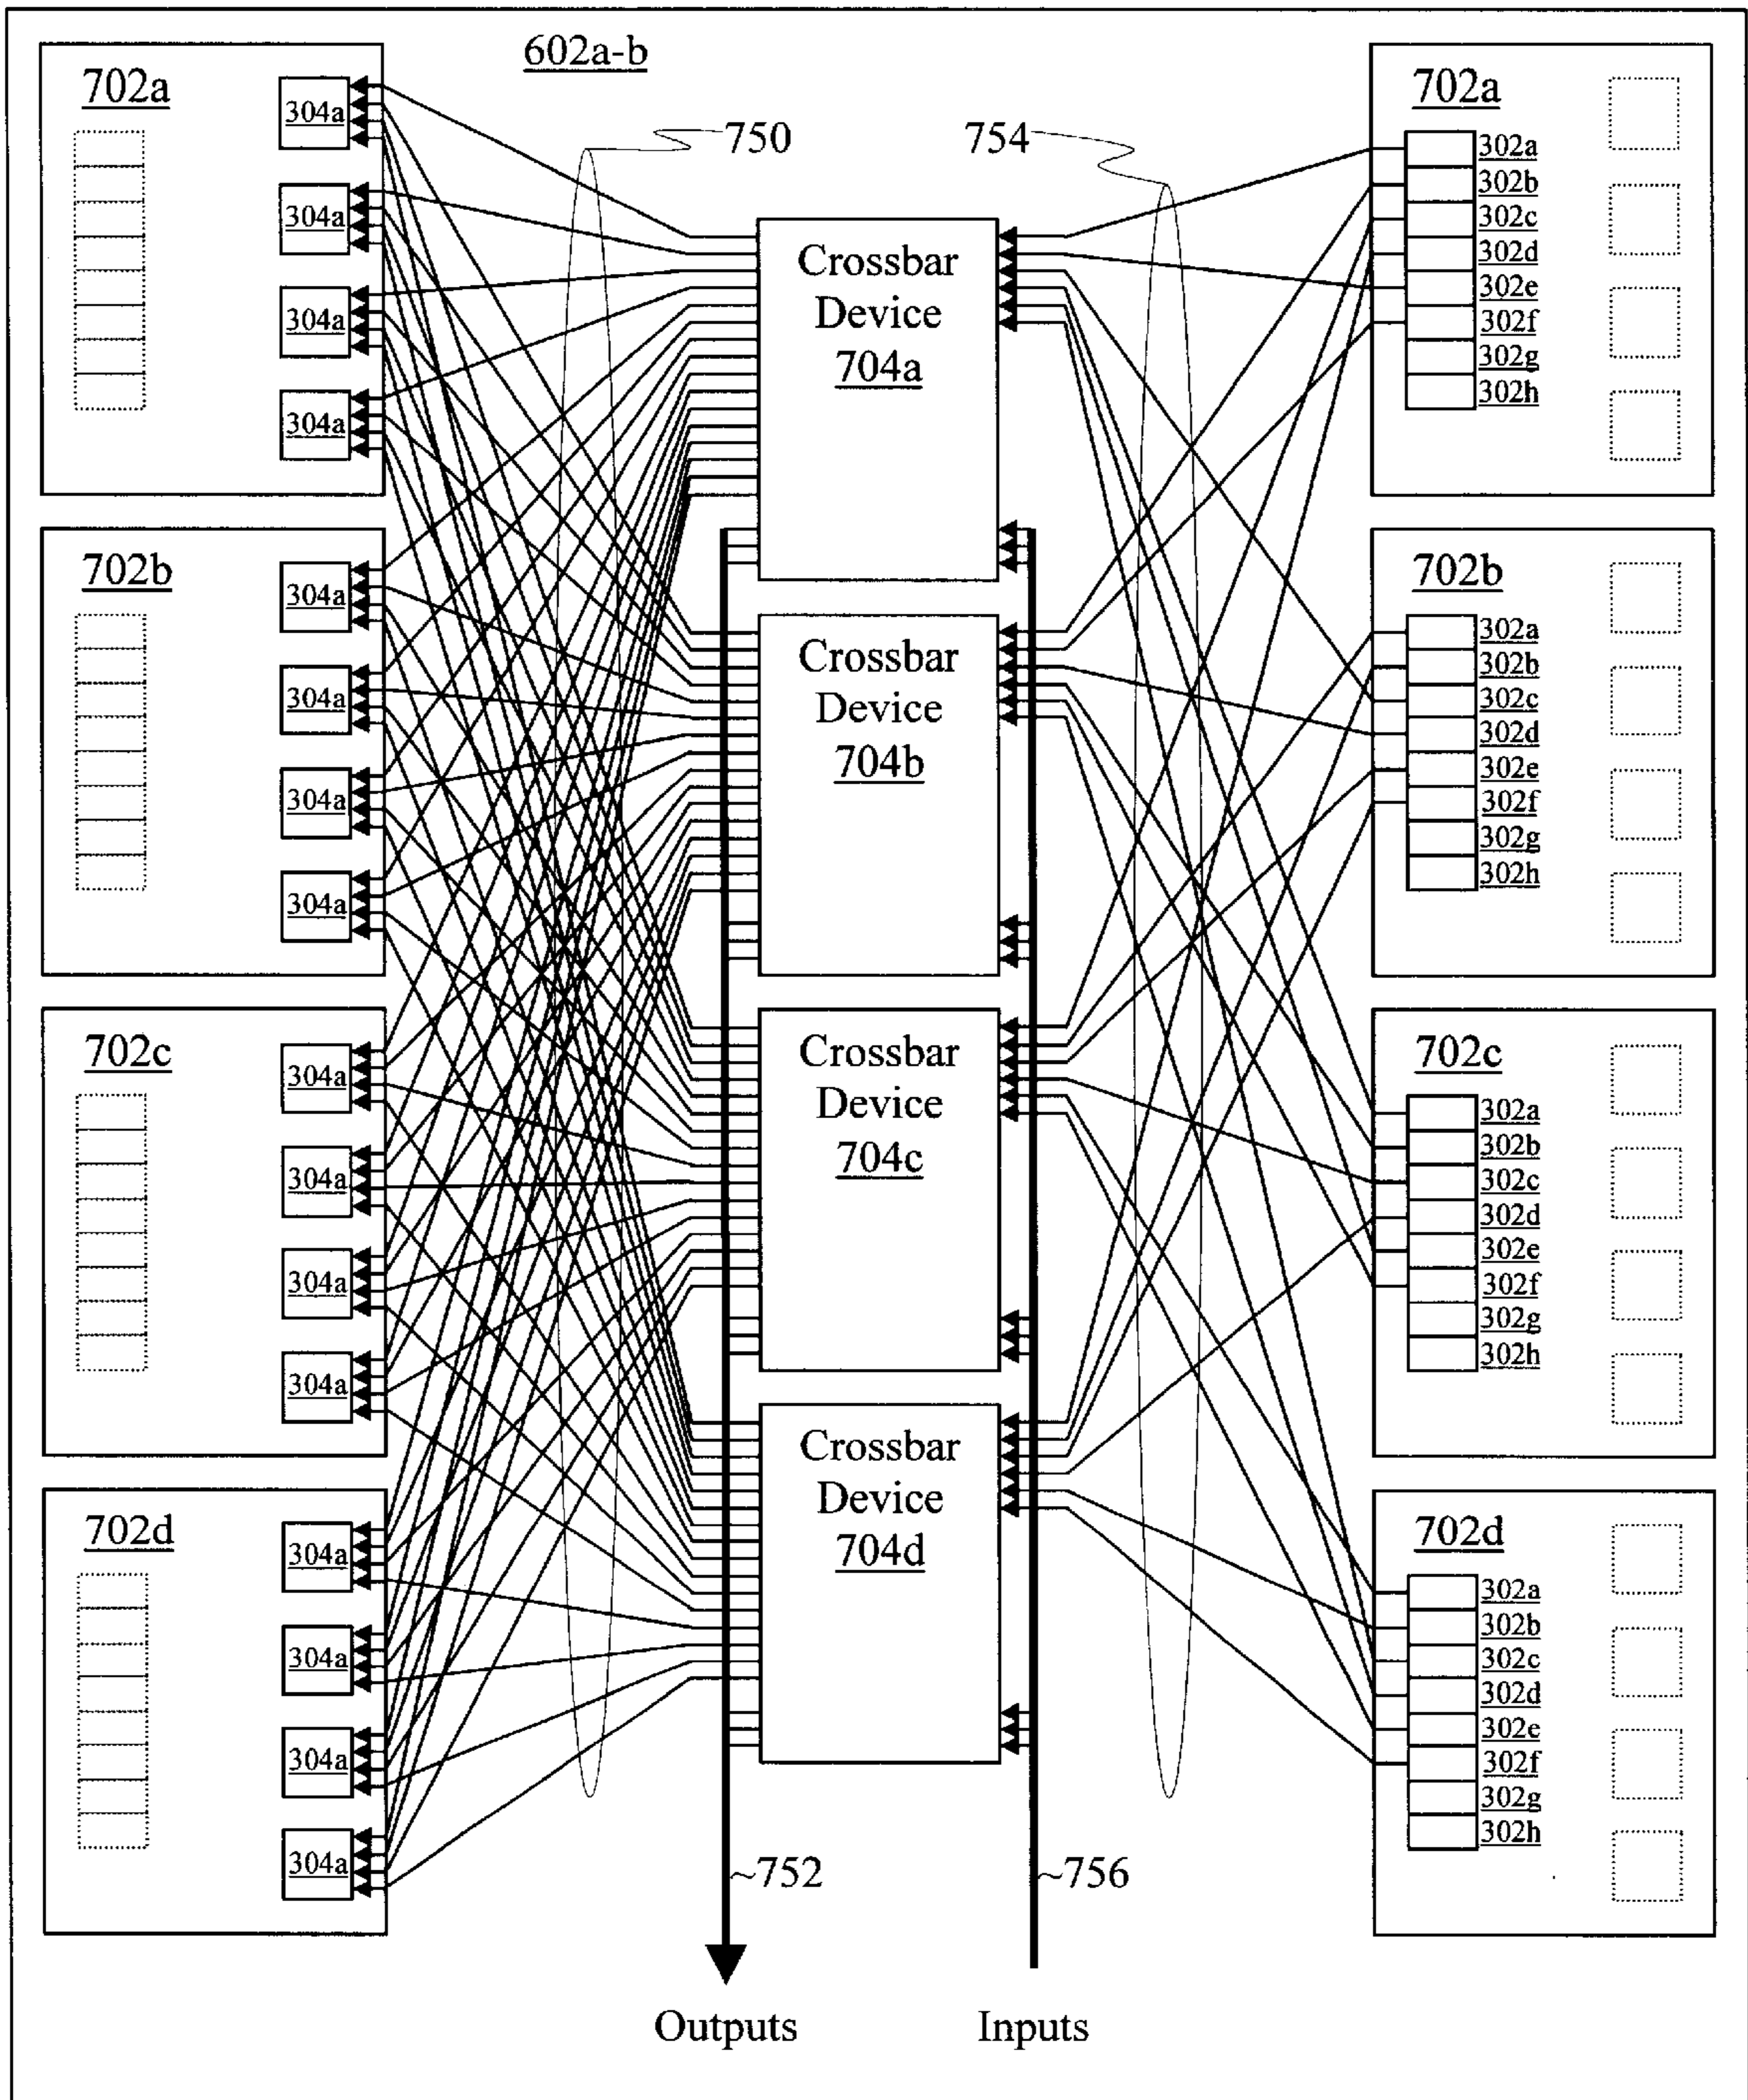 602a-b
750
754
702a
304a
304a
304a
304a
702b
304a
304a
304a
304a
702c
304a
304a
304a
304a
702d
304a
304a
304a
304a
Crossbar
Device
704a
Crossbar
Device
704b
Crossbar
Device
704c
Crossbar
Device
704d
702a
302a
302b
302c
302d
302e
302f
302g
302h
702b
302a
302b
302c
302d
302e
302f
302g
302h
702c
302a
302b
302c
302d
302e
302f
302g
302h
702d
302a
302b
302c
302d
302e
302f
302g
302h
~752
~756
Outputs
Inputs